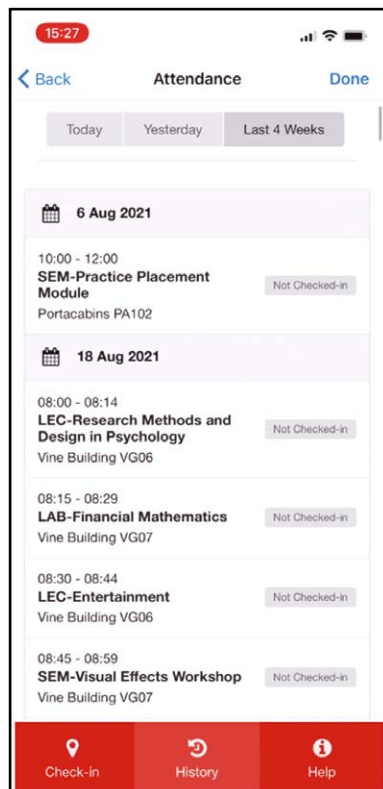 15:27
Back Attendance Done
Today Yesterday Last 4 Weeks
6 Aug 2021
10:00 - 12:00
SEM-Practice Placement
Module
Not Checked-in
Portacabins PA102
18 Aug 2021
08:00 - 08:14
LEC-Research Methods and
Design in Psychology
Not Checked-in
Vine Building VG06
08:15 - 08:29
LAB-Financial Mathematics
Not Checked-in
Vine Building VG07
08:30 - 08:44
LEC-Entertainment
Not Checked-in
Vine Building VG06
08:45 - 08:59
SEM-Visual Effects Workshop
Not Checked-in
Vine Building VG07
Check-in History Help